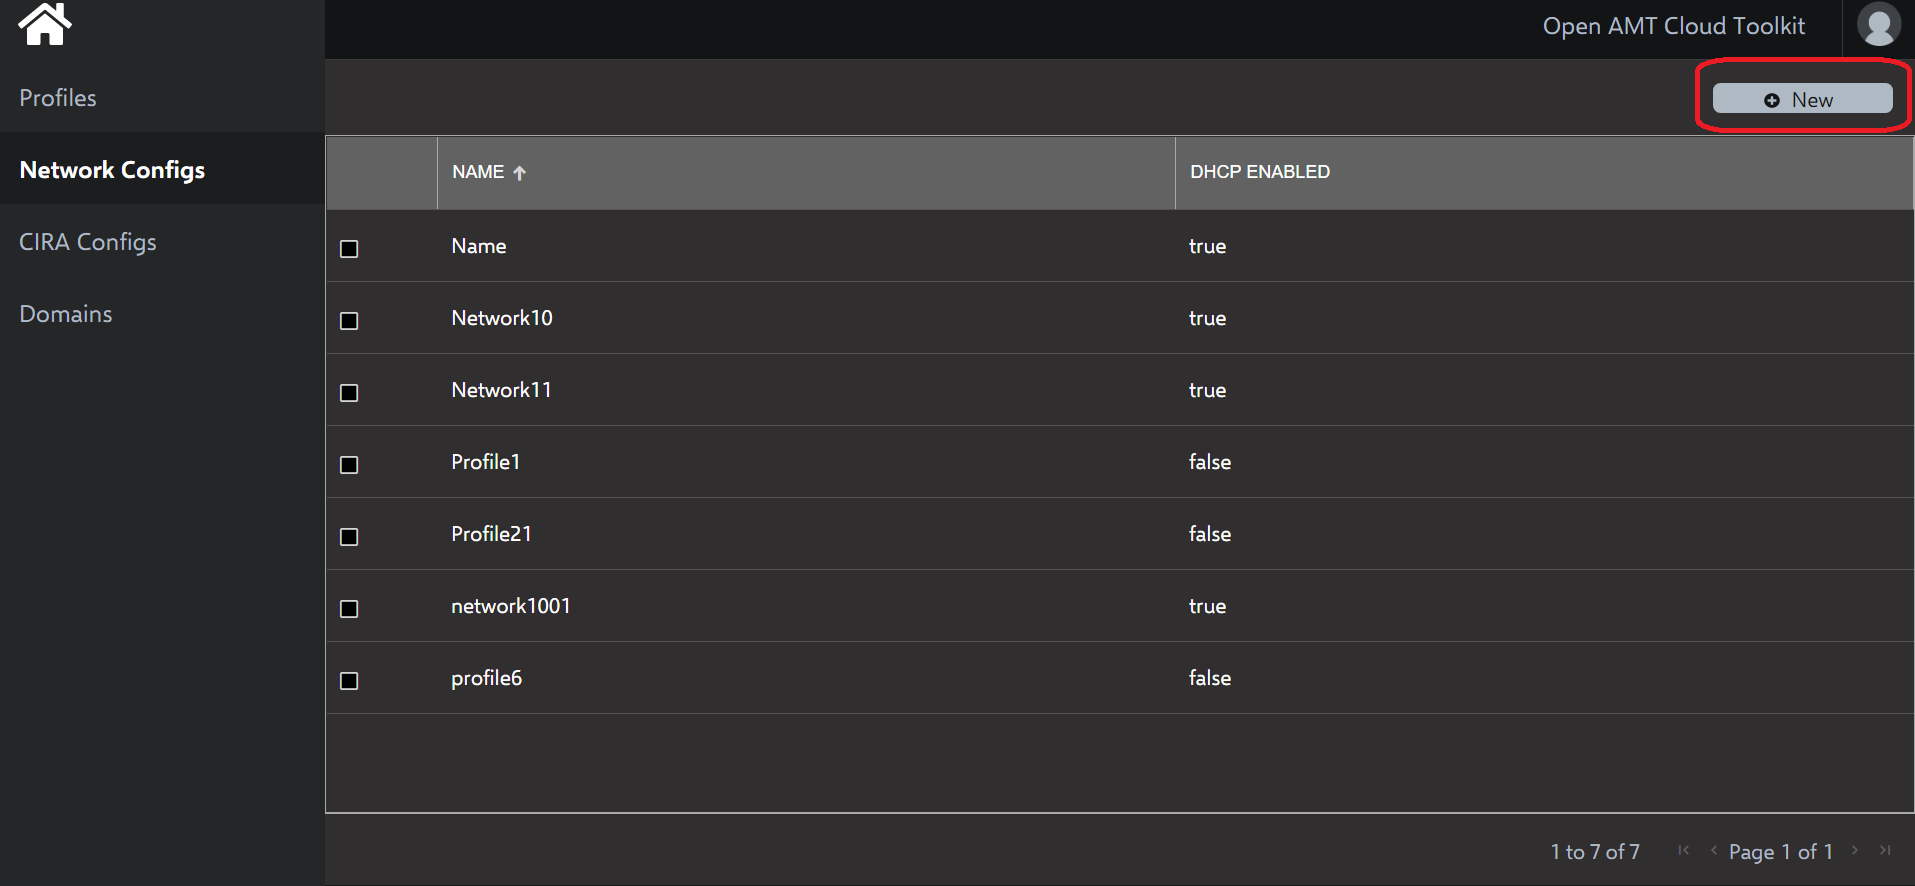 Open AMT Cloud Toolkit
Profiles
Network Configs
CIRA Configs
Domains
New
NAME DHCP ENABLED
Name true
Network10 true
Network11 true
Profile1 false
Profile21 false
network1001 true
profile6 false
1 to 7 of 7 Page 1 of 1